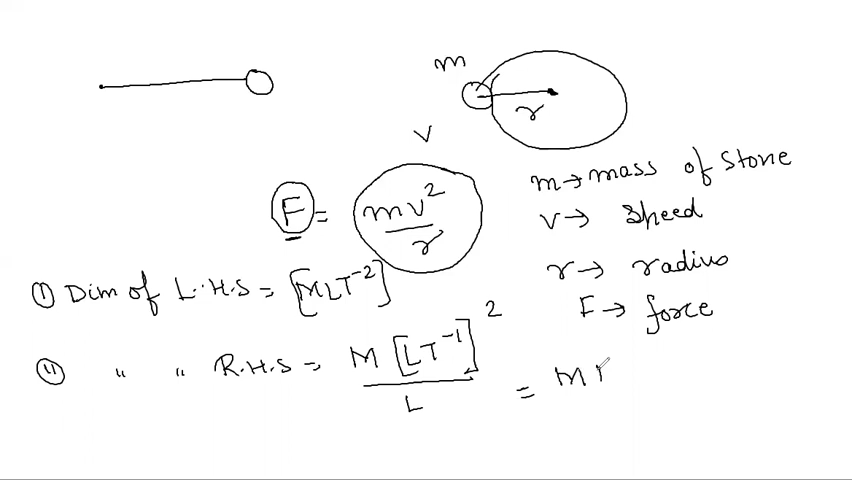 m
r
v
F = mv²/r
m → mass of stone
v → speed
r → radius
F → force
(i) Dim of L.H.S = [MLT⁻²]
(ii) " " R.H.S → M [LT⁻¹]²/L = M